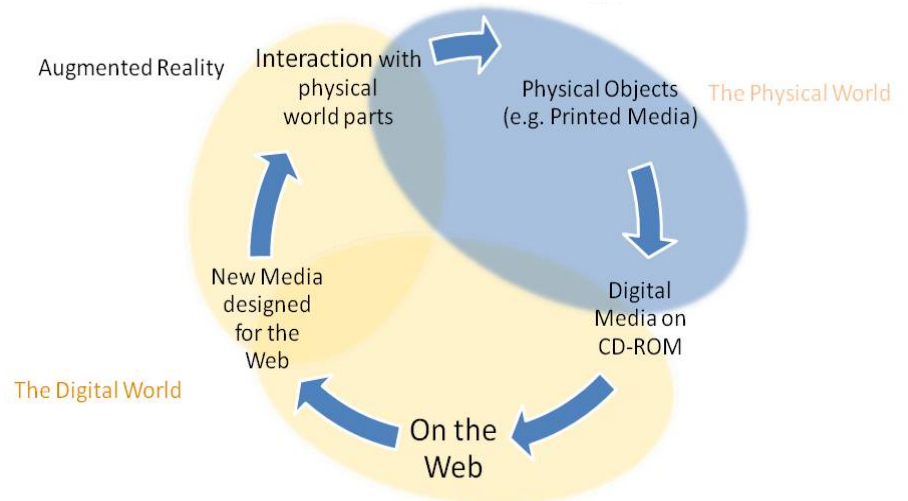 Augmented Reality
Interaction with
physical
world parts
Physical Objects
(e.g. Printed Media)
The Physical World
Digital
Media on
CD-ROM
On the
Web
New Media
designed
for the
Web
The Digital World